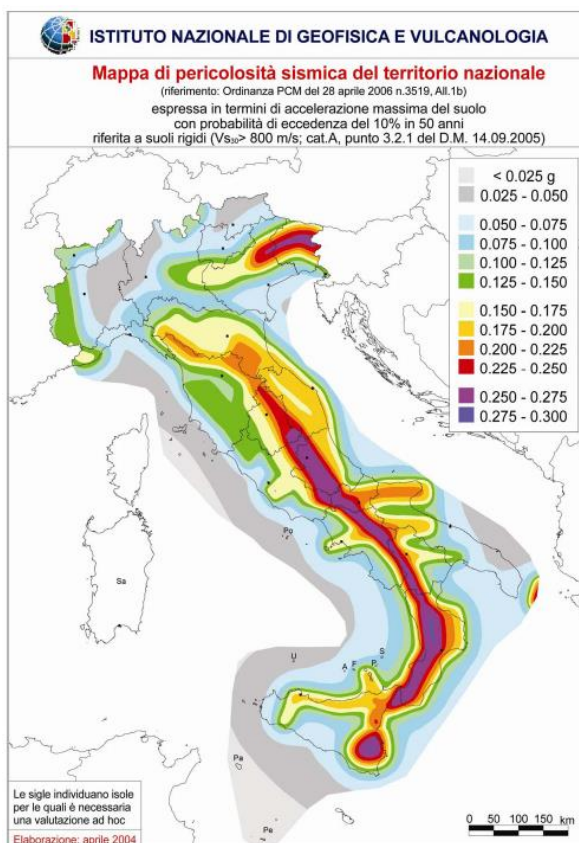 ISTITUTO NAZIONALE DI GEOFISICA E VULCANOLOGIA
Mappa di pericolosità sismica del territorio nazionale
(riferimento: Ordinanza PCM del 28 aprile 2006 n.3519, All.1b)
espressa in termini di accelerazione massima del suolo
con probabilità di eccedenza del 10% in 50 anni
riferita a suoli rigidi (Vs₃₀> 800 m/s; cat.A, punto 3.2.1 del D.M. 14.09.2005)
< 0.025 g
0.025 - 0.050
0.050 - 0.075
0.075 - 0.100
0.100 - 0.125
0.125 - 0.150
0.150 - 0.175
0.175 - 0.200
0.200 - 0.225
0.225 - 0.250
0.250 - 0.275
0.275 - 0.300
Po
Sa
U
S
A F P
Pa
Pe
Le sigle individuano isole
per le quali è necessaria
una valutazione ad hoc
Elaborazione: aprile 2004
0 50 100 150 km